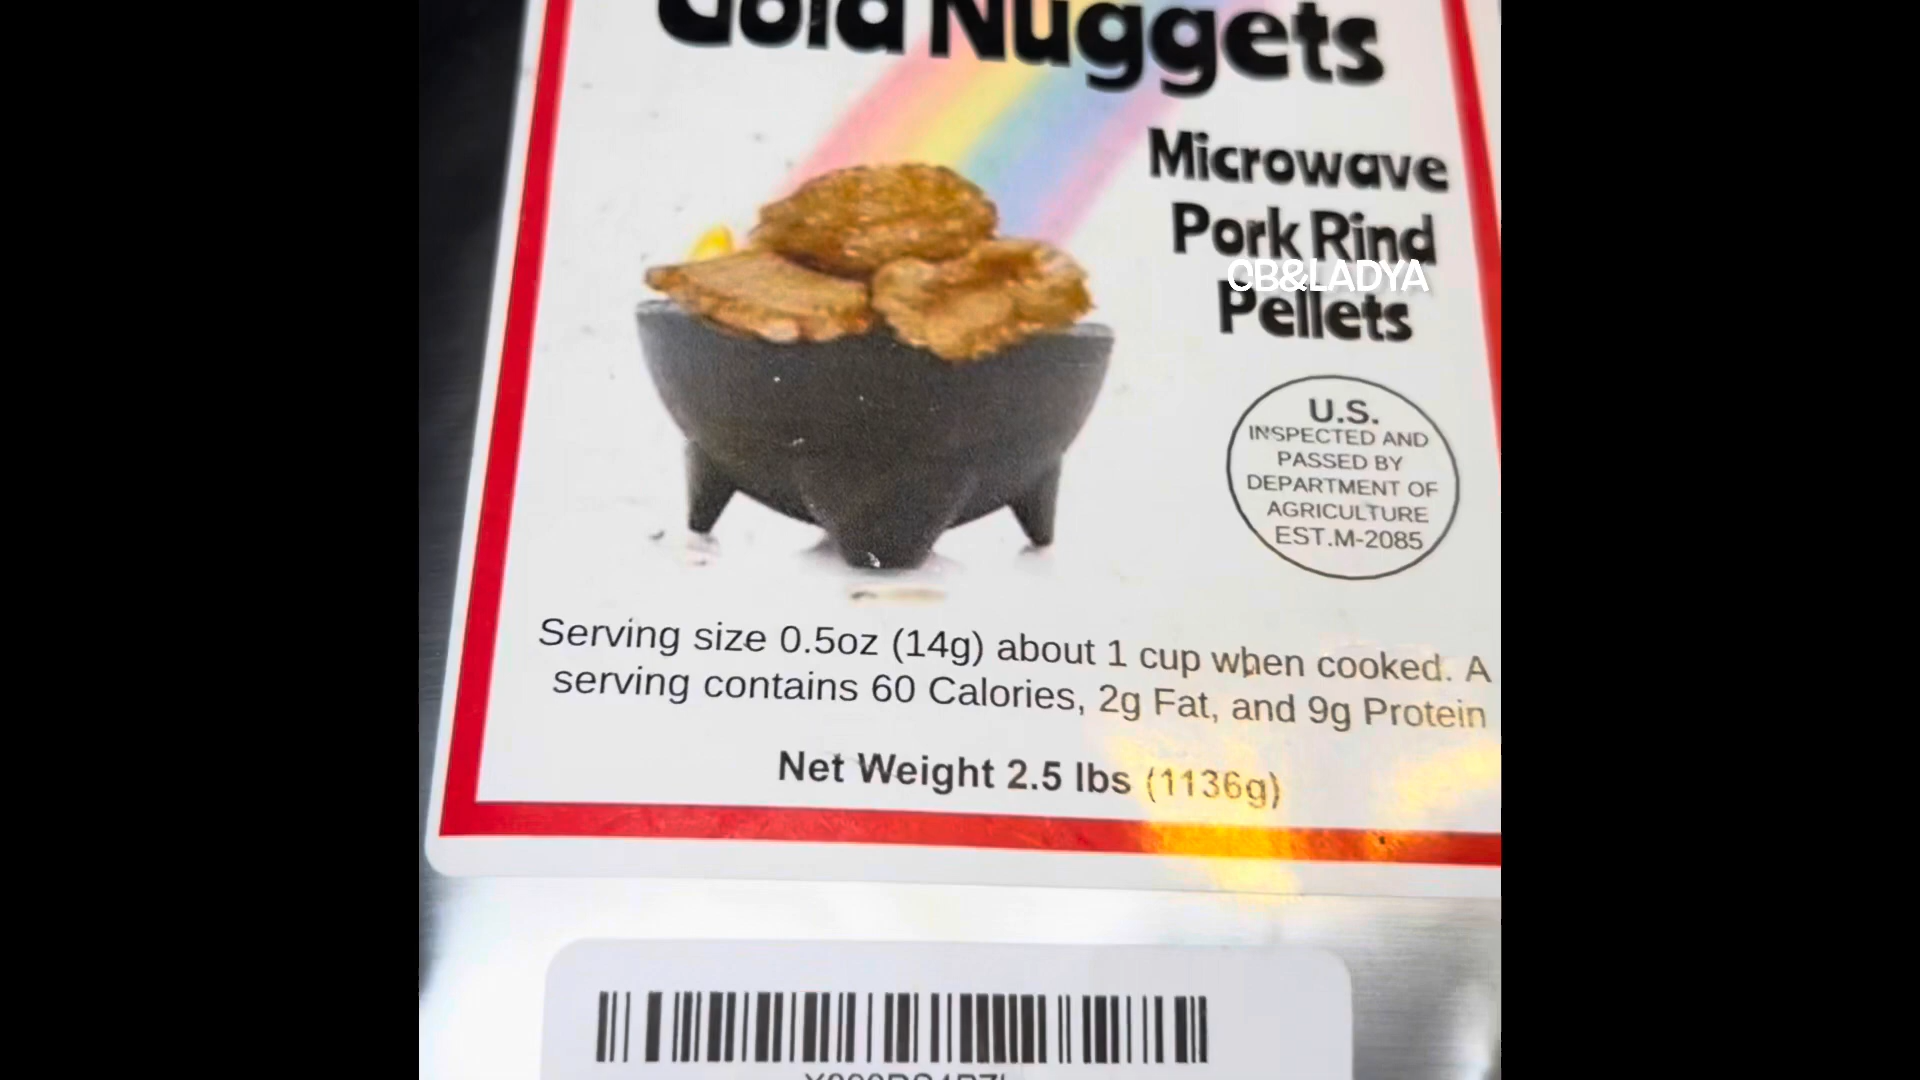 Gold Nuggets
Microwave
Pork Rind
CB&LADYA
Pellets
U.S.
INSPECTED AND
PASSED BY
DEPARTMENT OF
AGRICULTURE
EST.M-2085
Serving size 0.5oz (14g) about 1 cup when cooked. A
serving contains 60 Calories, 2g Fat, and 9g Protein
Net Weight 2.5 lbs (1136g)